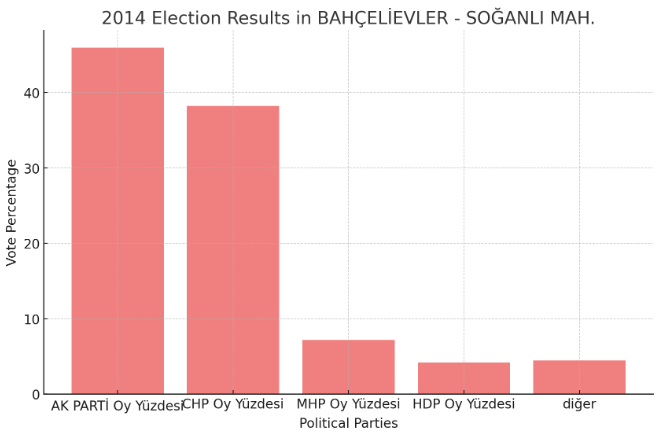 2014 Election Results in BAHÇELİEVLER - SOĞANLI MAH.
Vote Percentage
40
30
20
10
0
AK PARTİ Oy Yüzdesi CHP Oy Yüzdesi MHP Oy Yüzdesi HDP Oy Yüzdesi diğer
Political Parties